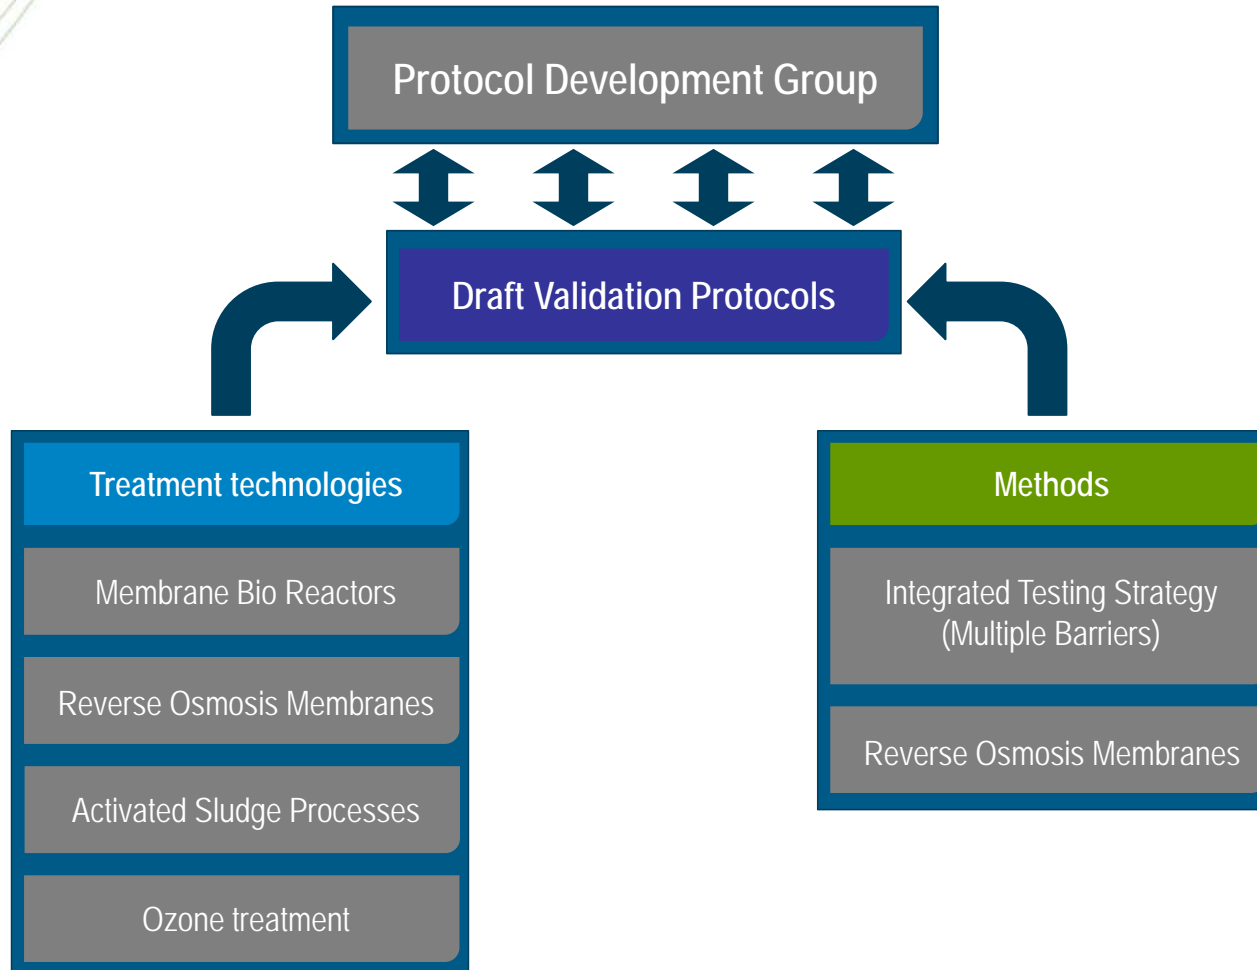 Protocol Development Group
Draft Validation Protocols
Treatment technologies
Membrane Bio Reactors
Reverse Osmosis Membranes
Activated Sludge Processes
Ozone treatment
Methods
Integrated Testing Strategy
(Multiple Barriers)
Reverse Osmosis Membranes